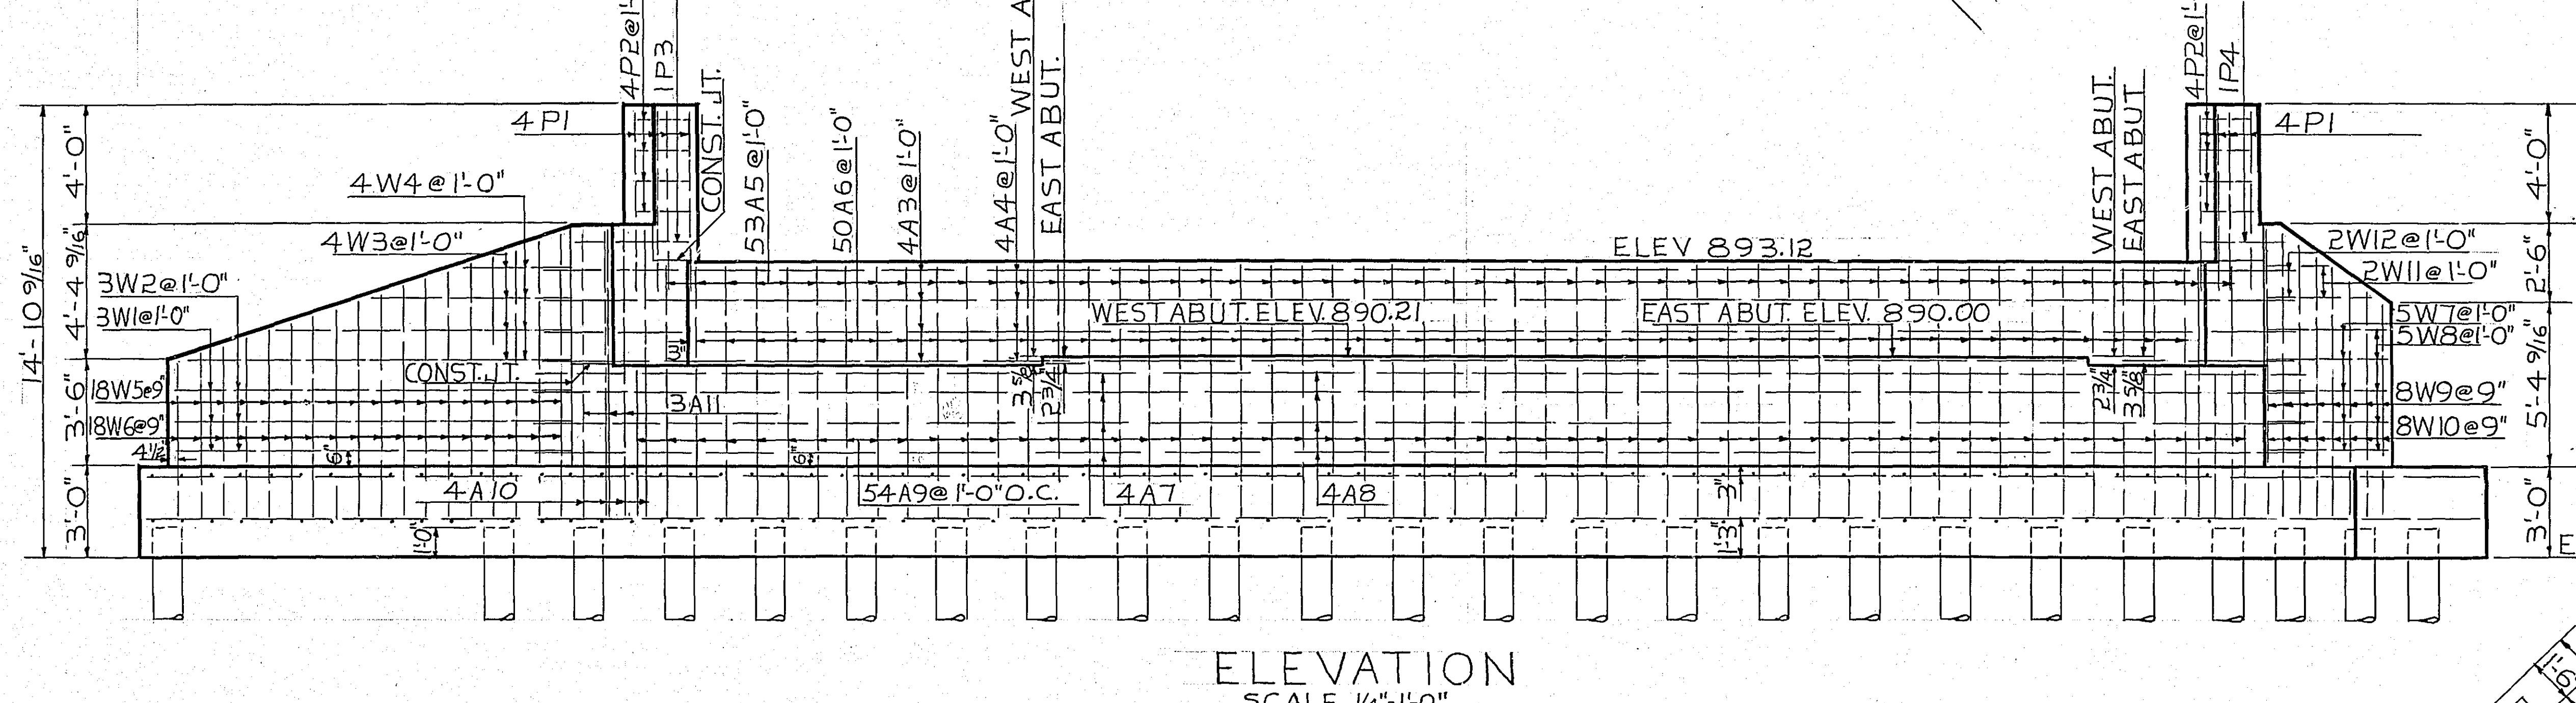 4P2@1'-
1P3
CONST. JT.
WEST A
EAST ABUT.
4P2@1'-
1P4
WEST ABUT.
EAST ABUT.
4P1
4P1
53A5@1'-0"
50A6@1'-0"
4A3@1'-0"
4A4@1'-0"
14'-10 9/16"
4'-0"
4'-4 9/16"
3'-6"
3'-0"
4W4@1'-0"
4W3@1'-0"
3W2@1'-0"
3W1@1'-0"
18W5@9"
18W6@9"
4½"
6"
6"
CONST. JT.
3"
3A11
4A10
54A9@1'-0" O.C.
4A7
4A8
ELEV 893.12
WEST ABUT. ELEV. 890.21
EAST ABUT. ELEV. 890.00
3 5/8"
2 3/4"
2 3/4"
3 3/8"
3"
1'-3"
1'-0"
4'-0"
2'-6"
5'-4 9/16"
3'-0"
2W12@1'-0"
2W11@1'-0"
5W7@1'-0"
5W8@1'-0"
8W9@9"
8W10@9"
E
ELEVATION
SCALE ¼"-1'-0"